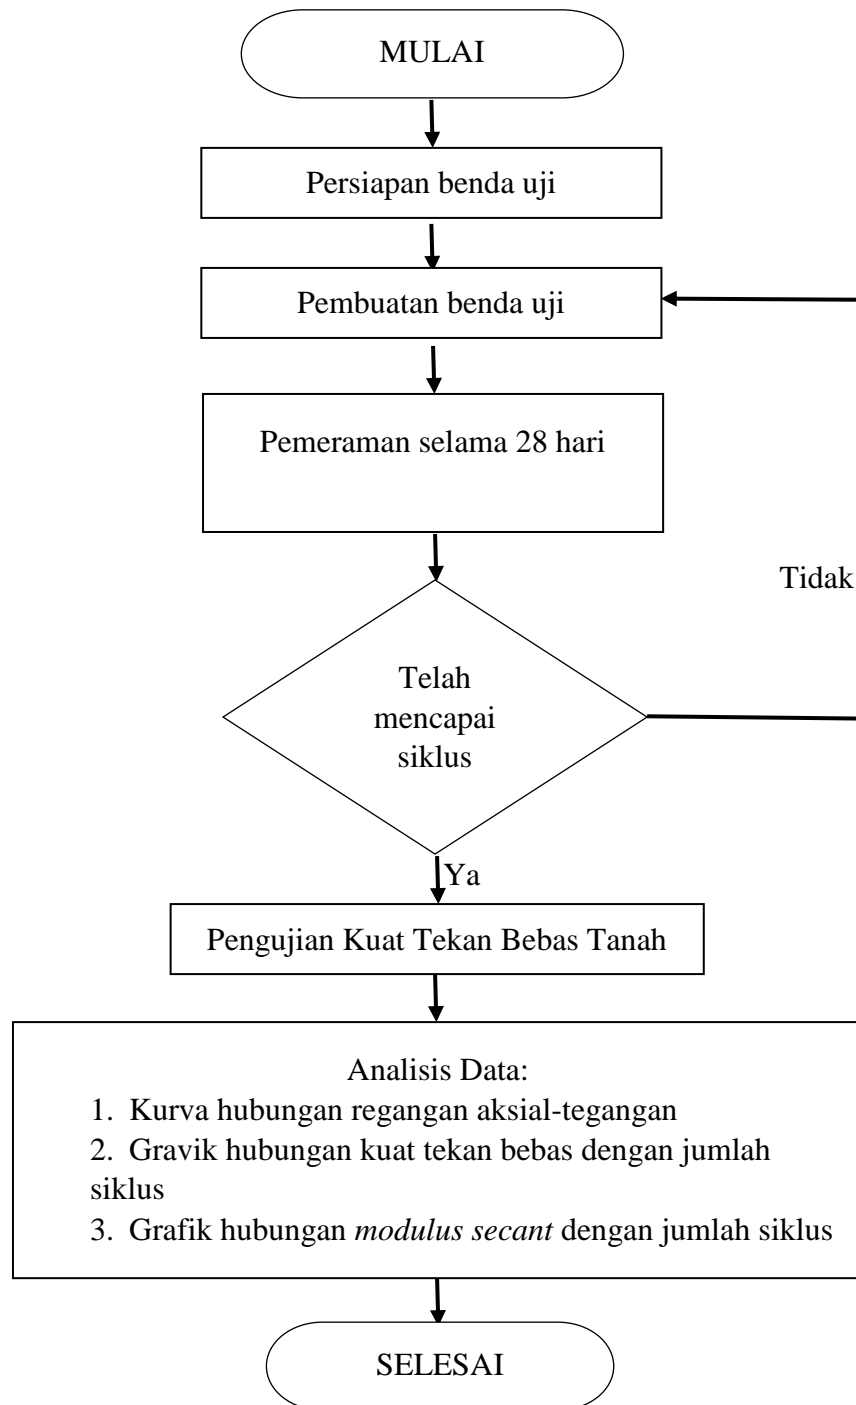 MULAI
Persiapan benda uji
Pembuatan benda uji
Pemeraman selama 28 hari
Tidak
Telah
mencapai
siklus
Ya
Pengujian Kuat Tekan Bebas Tanah
Analisis Data:
1. Kurva hubungan regangan aksial-tegangan
2. Gravik hubungan kuat tekan bebas dengan jumlah
siklus
3. Grafik hubungan modulus secant dengan jumlah siklus
SELESAI